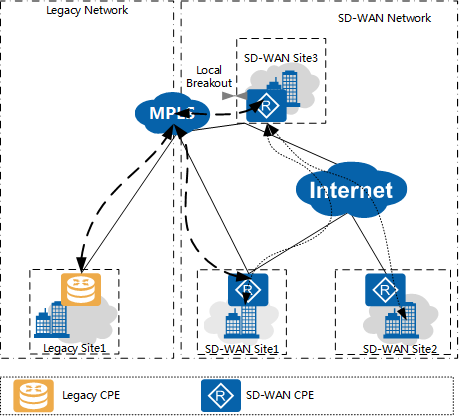 Legacy Network
SD-WAN Network
SD-WAN Site3
Local
Breakout
R
MPLS
Internet
R
R
Legacy Site1
SD-WAN Site1
SD-WAN Site2
Legacy CPE
R
SD-WAN CPE